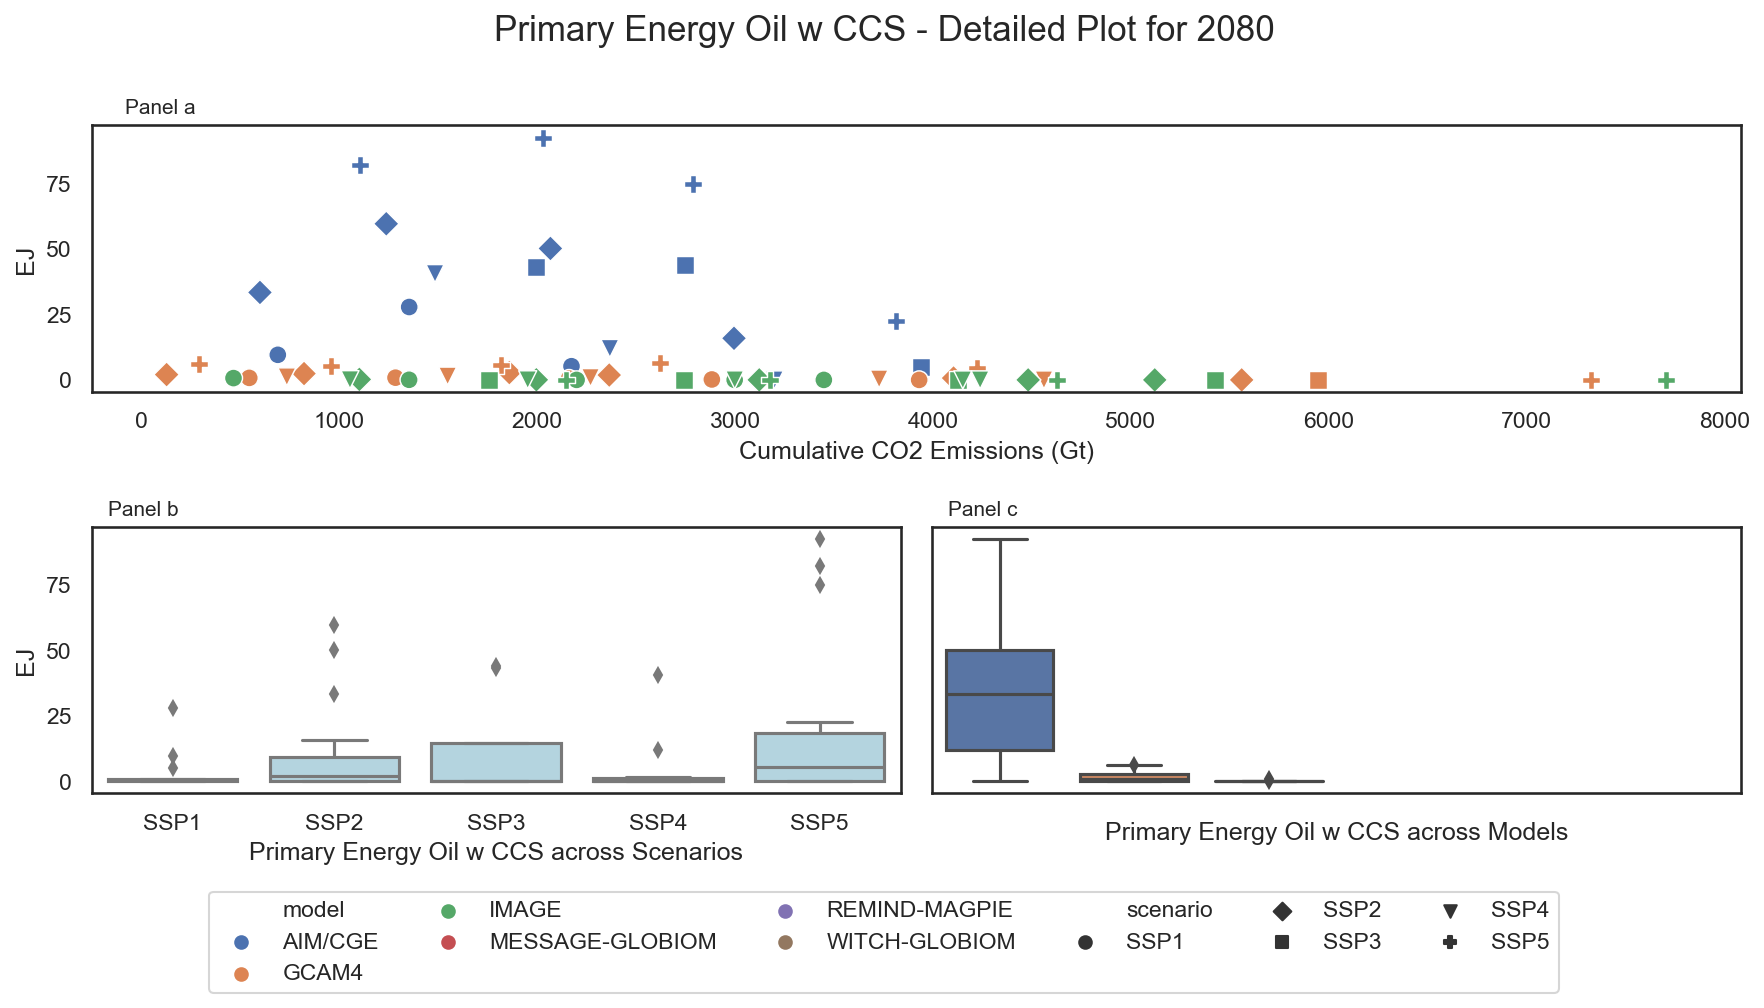 Primary Energy Oil w CCS - Detailed Plot for 2080
Panel a
75
50
25
0
EJ
0 1000 2000 3000 4000 5000 6000 7000 8000
Cumulative CO2 Emissions (Gt)
Panel b
75
50
25
0
EJ
SSP1 SSP2 SSP3 SSP4 SSP5
Primary Energy Oil w CCS across Scenarios
Panel c
Primary Energy Oil w CCS across Models
model IMAGE REMIND-MAGPIE scenario SSP2 SSP4
AIM/CGE MESSAGE-GLOBIOM WITCH-GLOBIOM SSP1 SSP3 SSP5
GCAM4